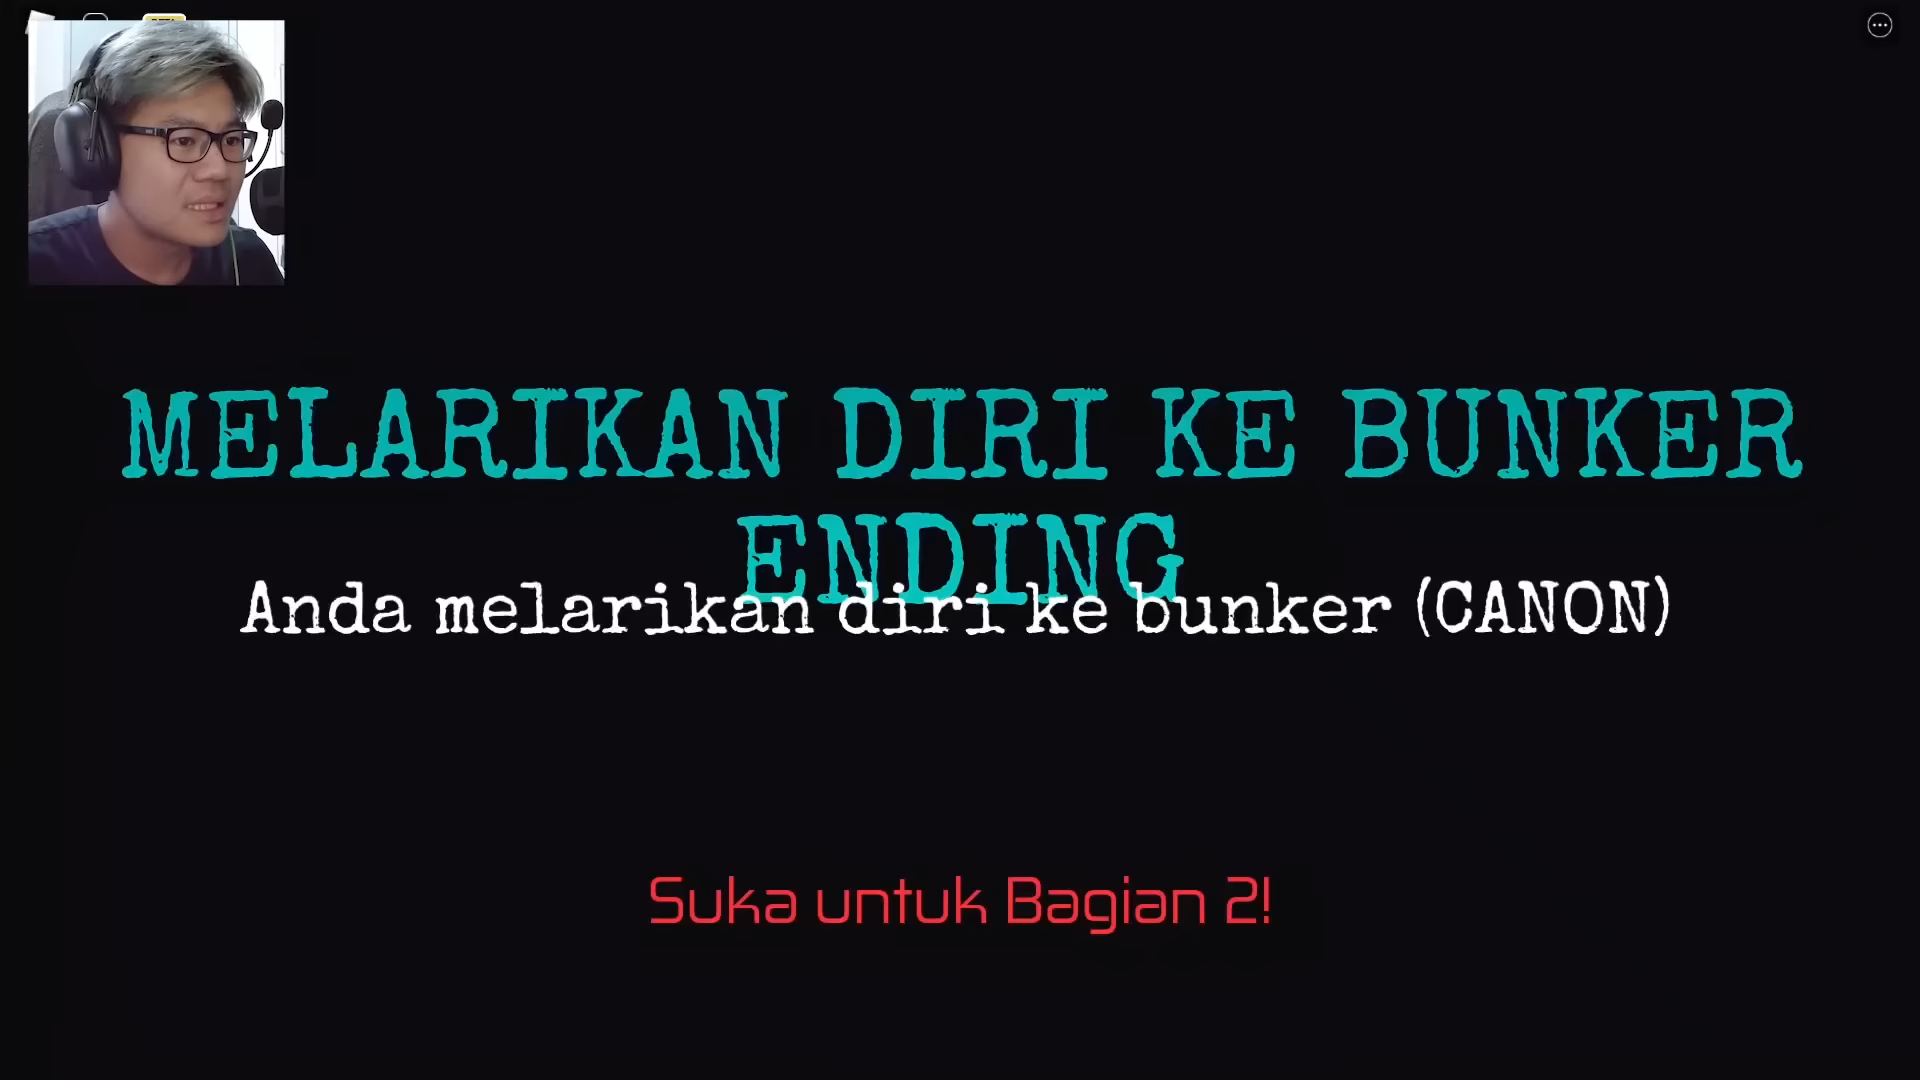 MELARIKAN DIRI KE BUNKER
ENDING
Anda melarikan diri ke bunker (CANON)
Suka untuk Bagian 2!